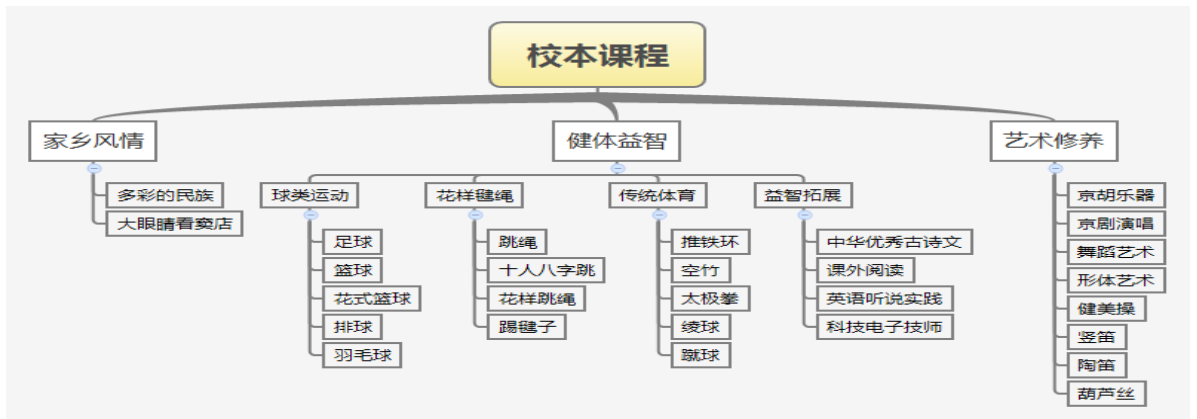 校本课程
家乡风情
健体益智
艺术修养
多彩的民族
大眼睛看窦店
球类运动
花样毽绳
传统体育
益智拓展
足球
篮球
花式篮球
排球
羽毛球
跳绳
十人八字跳
花样跳绳
踢毽子
推铁环
空竹
太极拳
绫球
蹴球
中华优秀古诗文
课外阅读
英语听说实践
科技电子技师
京胡乐器
京剧演唱
舞蹈艺术
形体艺术
健美操
竖笛
陶笛
葫芦丝